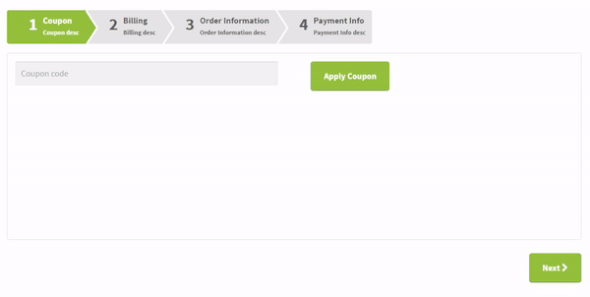 1 Coupon
Coupon desc
2 Billing
Billing desc
3 Order Information
Order Information desc
4 Payment Info
Payment Info desc
Coupon code
Apply Coupon
Next